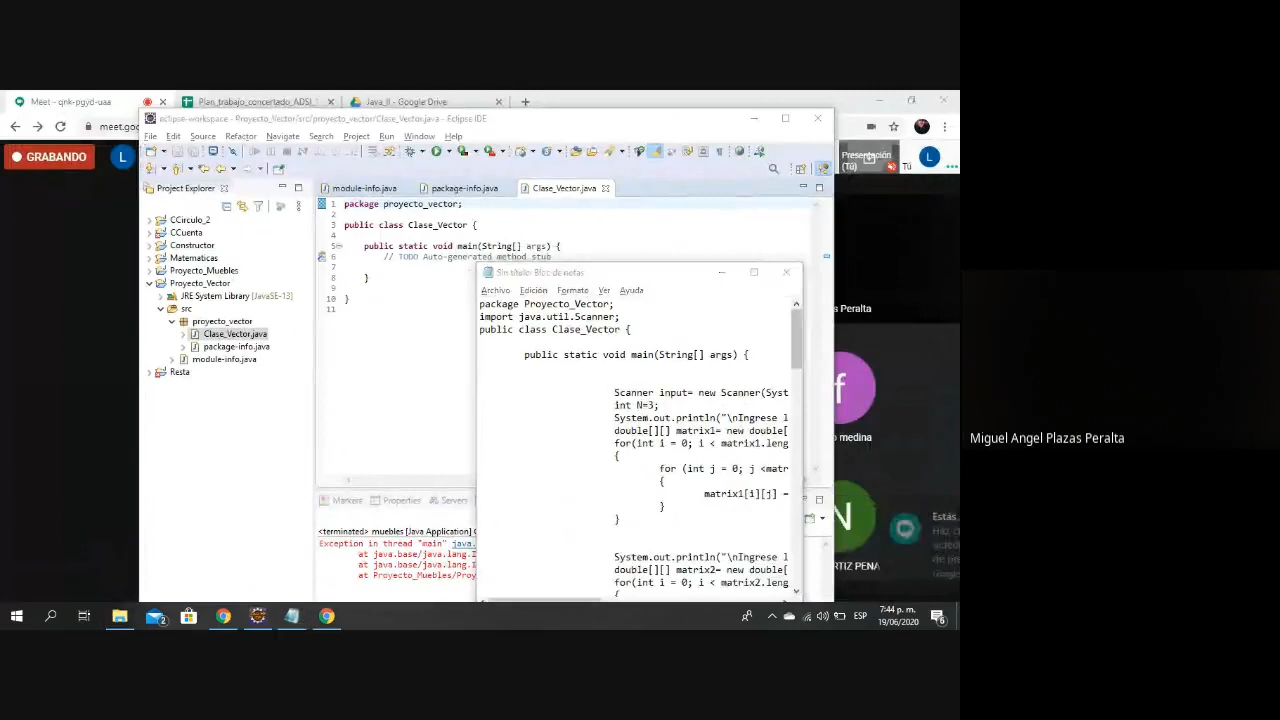 Meet - qnk-pgyd-uaa
Plan_trabajo_concertado_ADSI_
Java_II - Google Drive
meet.goo
eclipse-workspace - Proyecto_Vector/src/proyecto_vector/Clase_Vector.java - Eclipse IDE
File Edit Source Refactor Navigate Search Project Run Window Help
GRABANDO
L
Presentación
(Tú)
Tú
L
Project Explorer
module-info.java
package-info.java
Clase_Vector.java
CCirculo_2
CCuenta
Constructor
Matematicas
Proyecto_Muebles
Proyecto_Vector
JRE System Library [JavaSE-13]
src
proyecto_vector
Clase_Vector.java
package-info.java
module-info.java
Resta
1 package proyecto_vector;
2
3 public class Clase_Vector {
4
5 public static void main(String[] args) {
6 // TODO Auto-generated method stub
7
8 }
9
10 }
11
Sin título: Bloc de notas
Archivo Edición Formato Ver Ayuda
package Proyecto_Vector;
import java.util.Scanner;
public class Clase_Vector {
public static void main(String[] args) {
Scanner input= new Scanner(Syst
int N=3;
System.out.println("\nIngrese l
double[][] matrix1= new double[
for(int i = 0; i < matrix1.leng
{
for (int j = 0; j <matr
{
matrix1[i][j] =
}
}
System.out.println("\nIngrese l
double[][] matrix2= new double[
for(int i = 0; i < matrix2.leng
{
Markers Properties Servers
<terminated> muebles [Java Application]
Exception in thread "main" java.
at java.base/java.lang.I
at java.base/java.lang.I
at Proyecto_Muebles/Proy
Peralta
f
o medina
N
RTIZ PENA
Estás
Miguel Angel Plazas Peralta
2
ESP
7:44 p. m.
19/06/2020
6